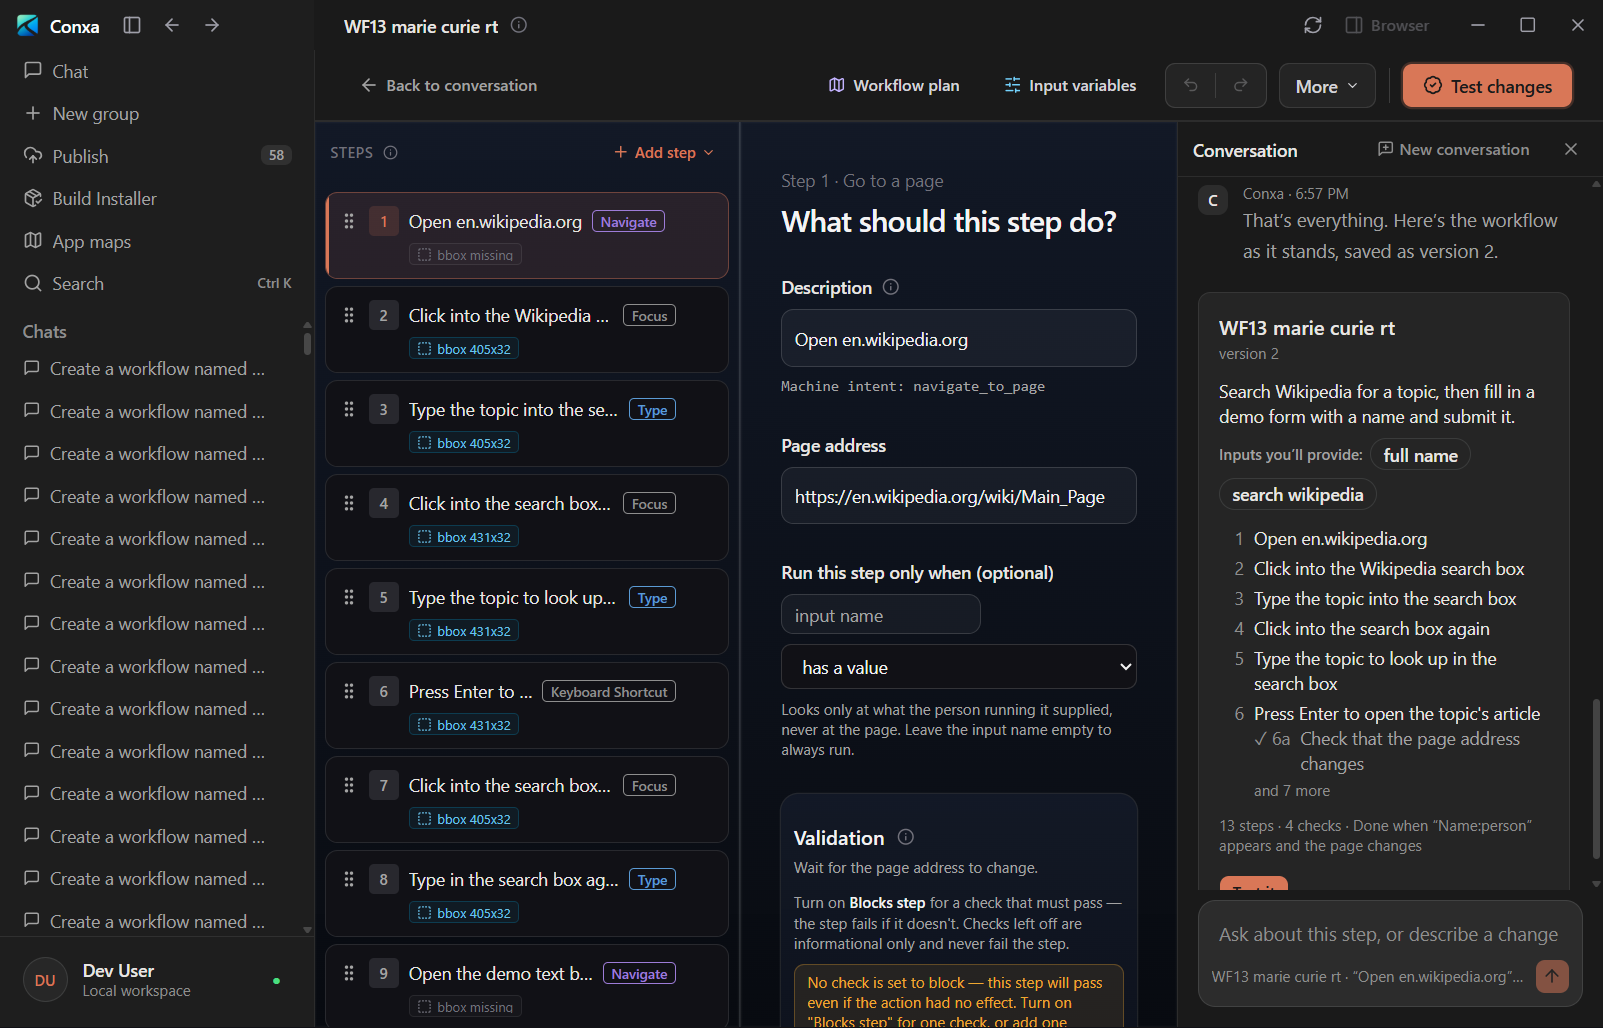 Conxa
WF13 marie curie rt
Browser
Chat
New group
Publish
58
Build Installer
App maps
Search
Ctrl K
Chats
Create a workflow named ...
Create a workflow named ...
Create a workflow named ...
Create a workflow named ...
Create a workflow named ...
Create a workflow named ...
Create a workflow named ...
Create a workflow named ...
Create a workflow named ...
Create a workflow named ...
Create a workflow named ...
Create a workflow named ...
Create a workflow named ...
Create a workflow named ...
DU
Dev User
Local workspace
Back to conversation
Workflow plan
Input variables
More
Test changes
STEPS
Add step
1
Open en.wikipedia.org
Navigate
bbox missing
2
Click into the Wikipedia ...
Focus
bbox 405x32
3
Type the topic into the se...
Type
bbox 405x32
4
Click into the search box...
Focus
bbox 431x32
5
Type the topic to look up...
Type
bbox 431x32
6
Press Enter to ...
Keyboard Shortcut
bbox 431x32
7
Click into the search box...
Focus
bbox 405x32
8
Type in the search box ag...
Type
bbox 405x32
9
Open the demo text b...
Navigate
bbox missing
Step 1 · Go to a page
What should this step do?
Description
Open en.wikipedia.org
Machine intent: navigate_to_page
Page address
https://en.wikipedia.org/wiki/Main_Page
Run this step only when (optional)
input name
has a value
Looks only at what the person running it supplied,
never at the page. Leave the input name empty to
always run.
Validation
Wait for the page address to change.
Turn on Blocks step for a check that must pass —
the step fails if it doesn't. Checks left off are
informational only and never fail the step.
No check is set to block — this step will pass
even if the action had no effect. Turn on
"Blocks step" for one check, or add one
Conversation
New conversation
C
Conxa · 6:57 PM
That’s everything. Here’s the workflow
as it stands, saved as version 2.
WF13 marie curie rt
version 2
Search Wikipedia for a topic, then fill in a
demo form with a name and submit it.
Inputs you’ll provide: full name
search wikipedia
1 Open en.wikipedia.org
2 Click into the Wikipedia search box
3 Type the topic into the search box
4 Click into the search box again
5 Type the topic to look up in the
search box
6 Press Enter to open the topic's article
✓ 6a Check that the page address
changes
and 7 more
13 steps · 4 checks · Done when “Name:person”
appears and the page changes
Test it
Ask about this step, or describe a change
WF13 marie curie rt · “Open en.wikipedia.org”...